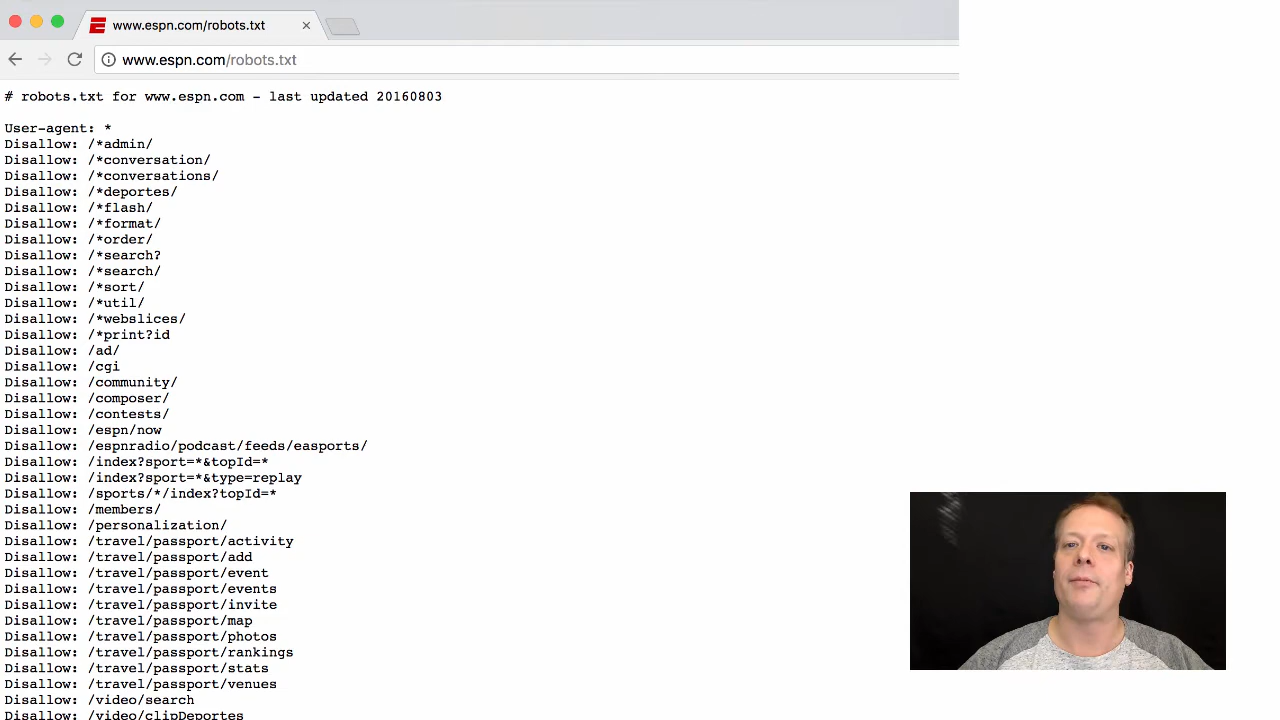 www.espn.com/robots.txt
www.espn.com/robots.txt
# robots.txt for www.espn.com - last updated 20160803
User-agent: *
Disallow: /*admin/
Disallow: /*conversation/
Disallow: /*conversations/
Disallow: /*deportes/
Disallow: /*flash/
Disallow: /*format/
Disallow: /*order/
Disallow: /*search?
Disallow: /*search/
Disallow: /*sort/
Disallow: /*util/
Disallow: /*webslices/
Disallow: /*print?id
Disallow: /ad/
Disallow: /cgi
Disallow: /community/
Disallow: /composer/
Disallow: /contests/
Disallow: /espn/now
Disallow: /espnradio/podcast/feeds/easports/
Disallow: /index?sport=*&topId=*
Disallow: /index?sport=*&type=replay
Disallow: /sports/*/index?topId=*
Disallow: /members/
Disallow: /personalization/
Disallow: /travel/passport/activity
Disallow: /travel/passport/add
Disallow: /travel/passport/event
Disallow: /travel/passport/events
Disallow: /travel/passport/invite
Disallow: /travel/passport/map
Disallow: /travel/passport/photos
Disallow: /travel/passport/rankings
Disallow: /travel/passport/stats
Disallow: /travel/passport/venues
Disallow: /video/search
Disallow: /video/clipDeportes